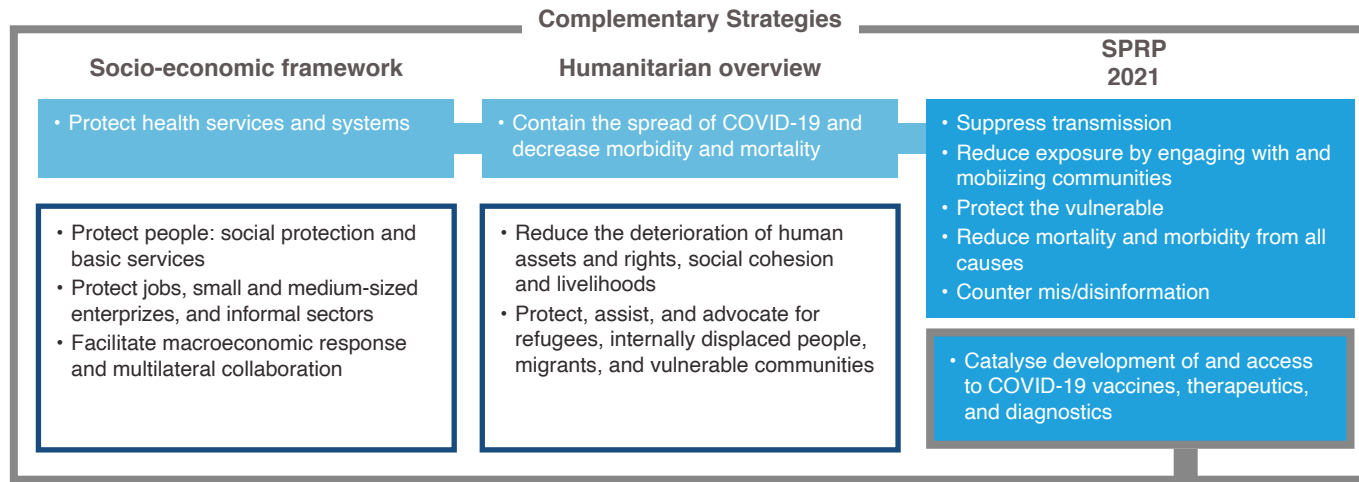 Complementary Strategies
Socio-economic framework
• Protect health services and systems
• Protect people: social protection and
basic services
• Protect jobs, small and medium-sized
enterprizes, and informal sectors
• Facilitate macroeconomic response
and multilateral collaboration
Humanitarian overview
• Contain the spread of COVID-19 and
decrease morbidity and mortality
• Reduce the deterioration of human
assets and rights, social cohesion
and livelihoods
• Protect, assist, and advocate for
refugees, internally displaced people,
migrants, and vulnerable communities
SPRP
2021
• Suppress transmission
• Reduce exposure by engaging with and
mobiizing communities
• Protect the vulnerable
• Reduce mortality and morbidity from all
causes
• Counter mis/disinformation
• Catalyse development of and access
to COVID-19 vaccines, therapeutics,
and diagnostics